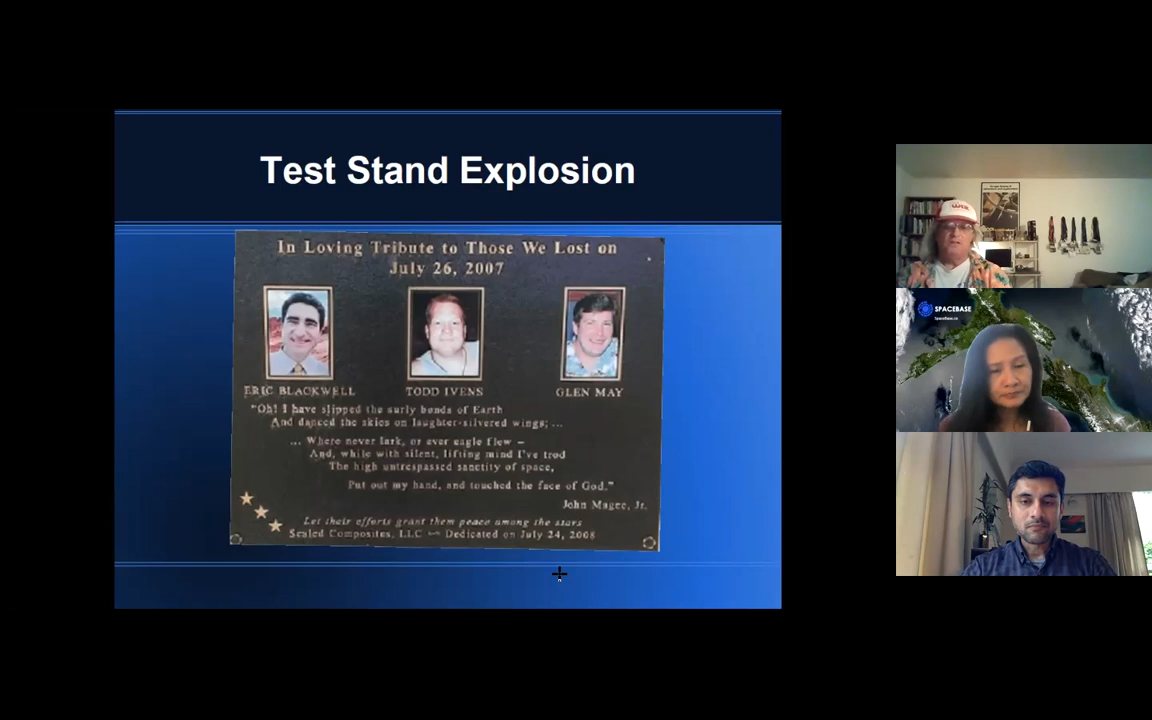 Test Stand Explosion
In Loving Tribute to Those We Lost on
July 26, 2007
ERIC BLACKWELL
TODD IVENS
GLEN MAY
"Oh! I have slipped the surly bonds of Earth
And danced the skies on laughter-silvered wings; ...
... Where never lark, or ever eagle flew —
And, while with silent, lifting mind I've trod
The high untrespassed sanctity of space,
Put out my hand, and touched the face of God."
John Magee, Jr.
Let their efforts grant them peace among the stars
Scaled Composites, LLC — Dedicated on July 24, 2008
SPACEBASE